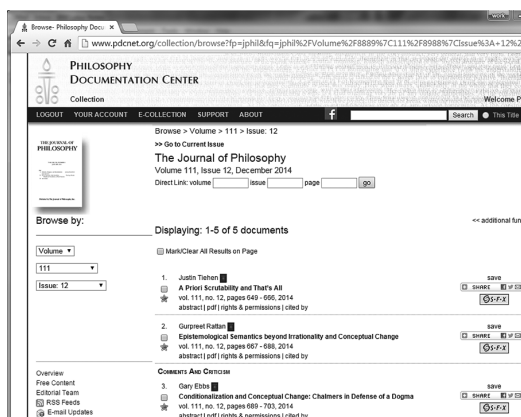 Browse- Philosophy Docu
work
www.pdcnet.org/collection/browse?fp=jphil&fq=jphil%2FVolume%2F8889%7C111%2F8988%7CIssue%3A+12%2
PHILOSOPHY
DOCUMENTATION CENTER
Collection
Welcome P
LOGOUT YOUR ACCOUNT E-COLLECTION SUPPORT ABOUT f Search This Title
Browse > Volume > 111 > Issue: 12
>> Go to Current Issue
THE JOURNAL OF
PHILOSOPHY
The Journal of Philosophy
Volume 111, Issue 12, December 2014
Direct Link: volume issue page go
Browse by:
<< additional fun
Displaying: 1-5 of 5 documents
Volume
Mark/Clear All Results on Page
111
Issue: 12
1. Justin Tiehen save
A Priori Scrutability and That's All SHARE
vol. 111, no. 12, pages 649 - 666, 2014 S-F-X
abstract | pdf | rights & permissions | cited by
2. Gurpreet Rattan save
Epistemological Semantics beyond Irrationality and Conceptual Change SHARE
vol. 111, no. 12, pages 667 - 688, 2014 S-F-X
abstract | pdf | rights & permissions | cited by
COMMENTS AND CRITICISM
Overview
3. Gary Ebbs save
Free Content
Conditionalization and Conceptual Change: Chalmers in Defense of a Dogma SHARE
Editorial Team
vol. 111, no. 12, pages 689 - 703, 2014 S-F-X
RSS Feeds
abstract | pdf | rights & permissions | cited by
E-mail Updates